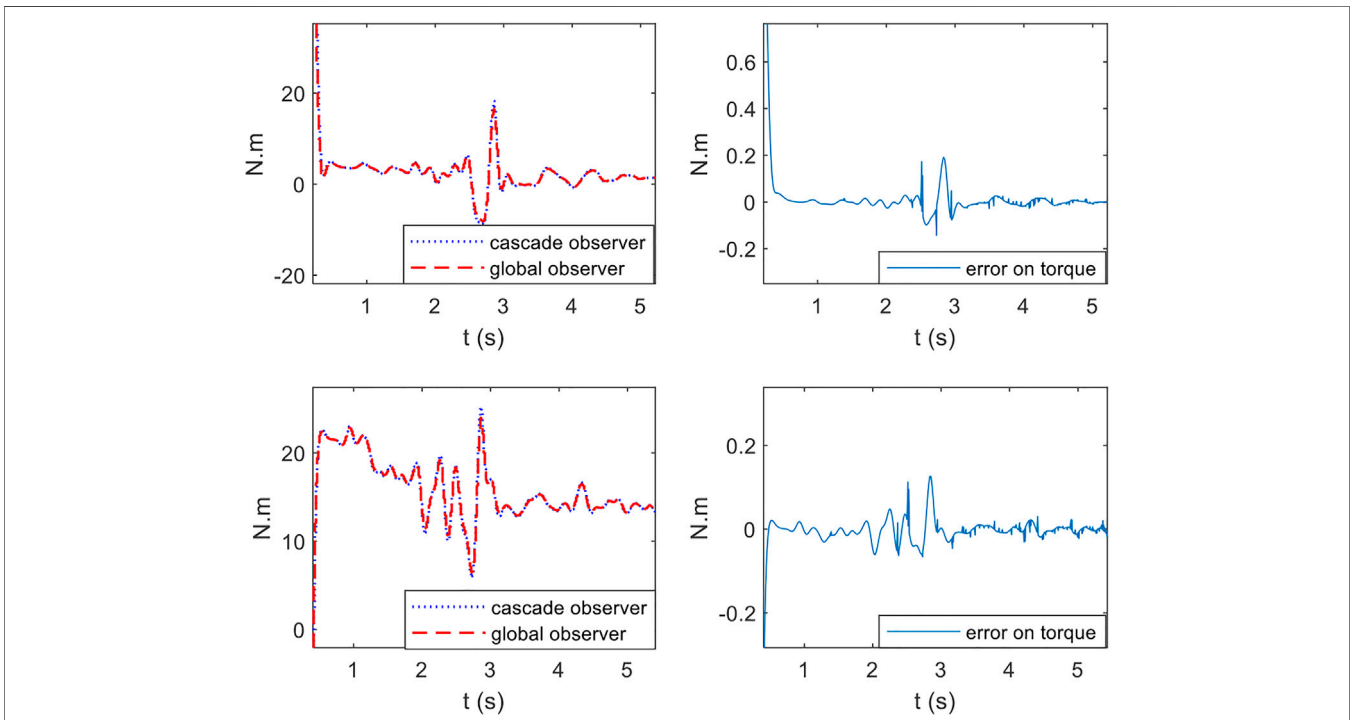 N.m
20
0
-20
cascade observer
global observer
1 2 3 4 5
t (s)
N.m
0.6
0.4
0.2
0
-0.2
error on torque
1 2 3 4 5
t (s)
N.m
20
10
0
cascade observer
global observer
1 2 3 4 5
t (s)
N.m
0.2
0
-0.2
error on torque
1 2 3 4 5
t (s)